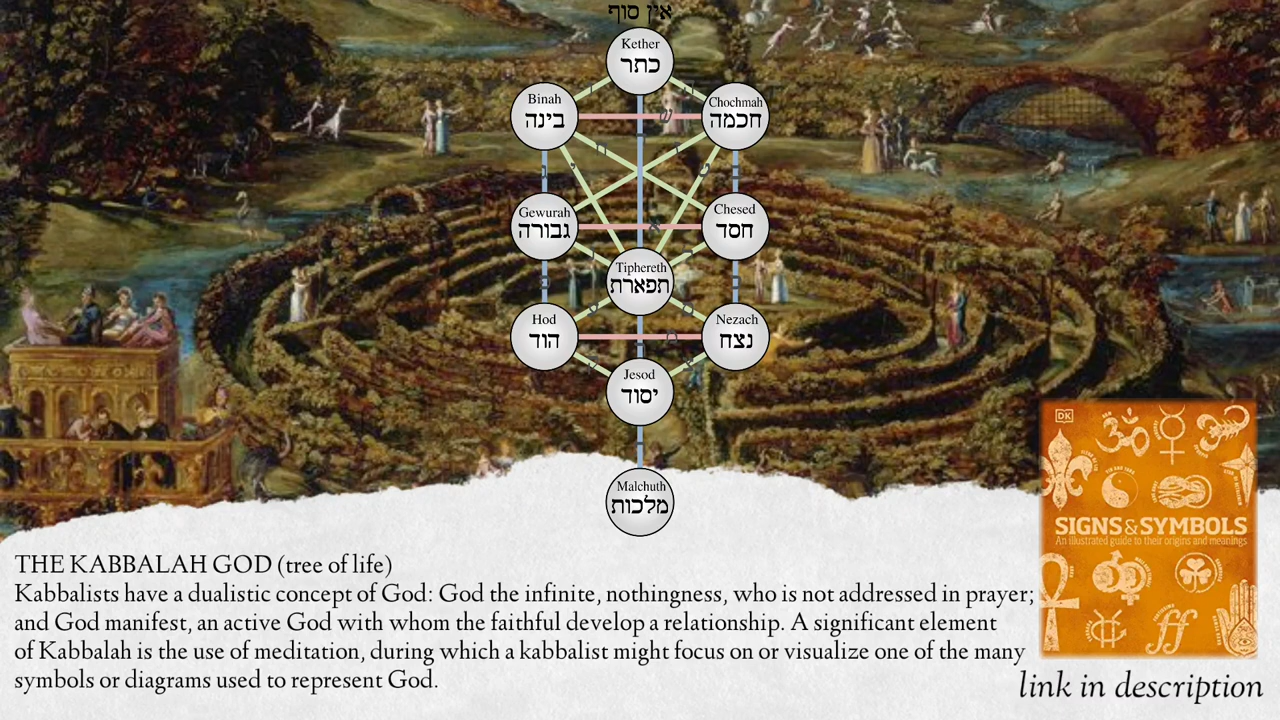 אין סוף
Kether
כתר
Binah
בינה
Chochmah
חכמה
Gewurah
גבורה
Chesed
חסד
Tiphereth
תפארת
Hod
הוד
Nezach
נצח
Jesod
יסוד
Malchuth
מלכות
THE KABBALAH GOD (tree of life)
Kabbalists have a dualistic concept of God: God the infinite, nothingness, who is not addressed in prayer;
and God manifest, an active God with whom the faithful develop a relationship. A significant element
of Kabbalah is the use of meditation, during which a kabbalist might focus on or visualize one of the many
symbols or diagrams used to represent God.
DK
SIGNS & SYMBOLS
An illustrated guide to their origins and meanings
link in description